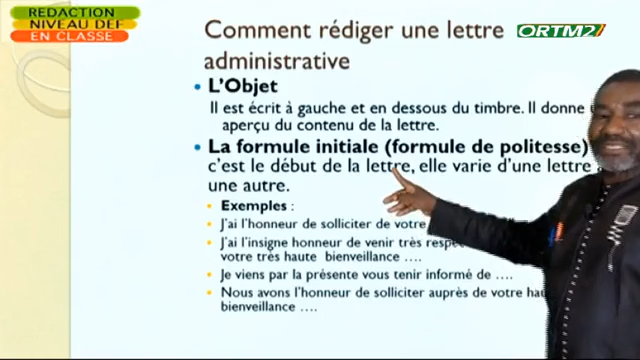 REDACTION
NIVEAU DEF
EN CLASSE
ORTM2
Comment rédiger une lettre
administrative
• L'Objet
Il est écrit à gauche et en dessous du timbre. Il donne
aperçu du contenu de la lettre.
• La formule initiale (formule de politesse)
c'est le début de la lettre, elle varie d'une lettre
une autre.
• Exemples :
• J'ai l'honneur de solliciter de votre
• J'ai l'insigne honneur de venir très
votre très haute bienveillance ....
• Je viens par la présente vous tenir informé de ....
• Nous avons l'honneur de solliciter auprès de votre
bienveillance ....